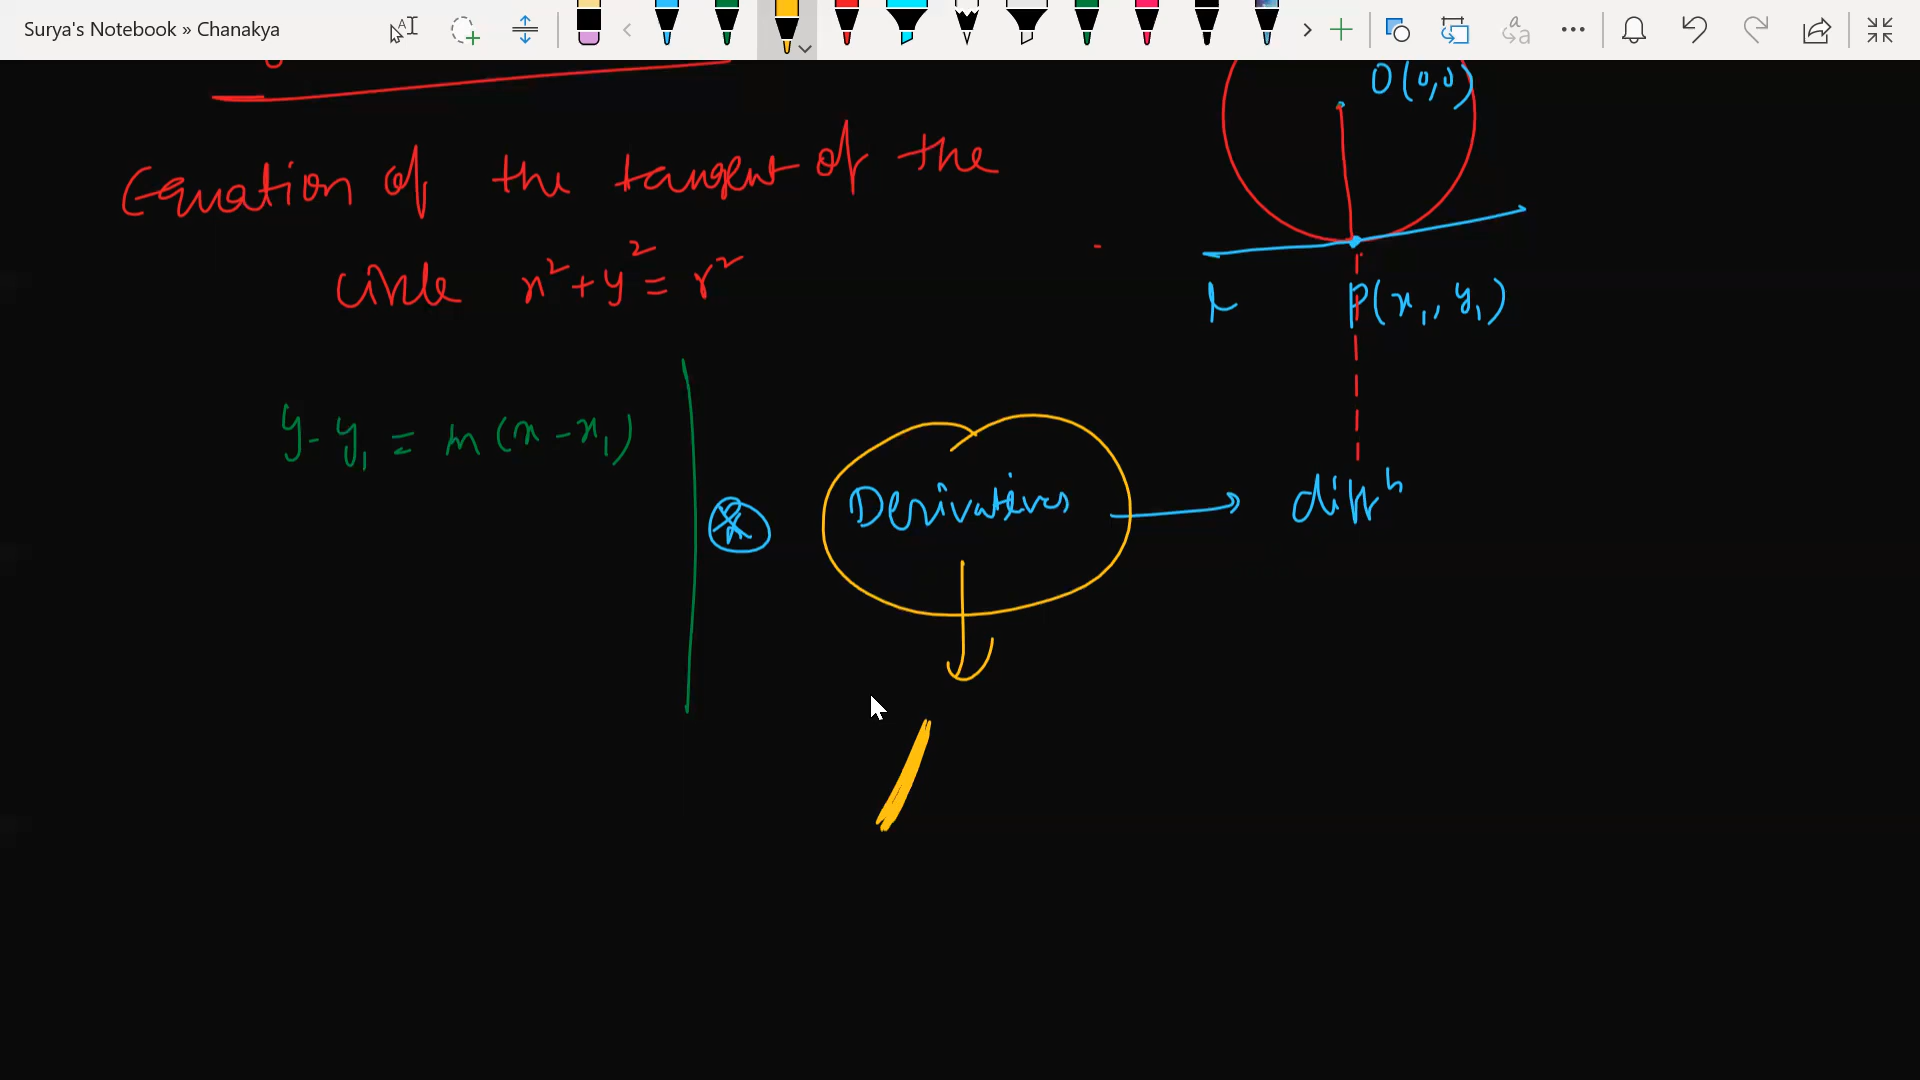 Surya's Notebook » Chanakya
O(0,0)
Equation of the tangent of the
circle x²+y²=r²
P(x₁, y₁)
y-y₁ = m(x-x₁)
Derivatives → diffⁿ